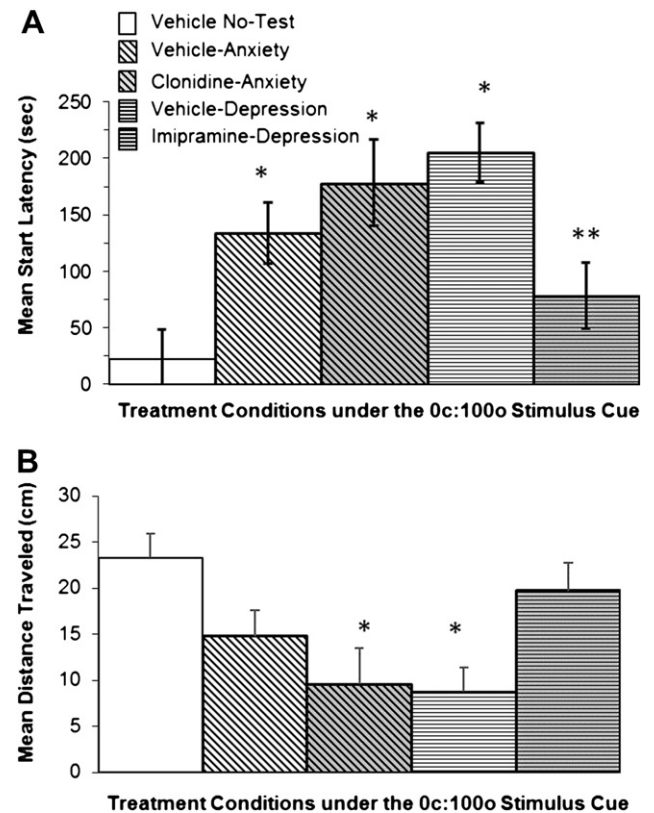 A
Vehicle No-Test
Vehicle-Anxiety
Clonidine-Anxiety
Vehicle-Depression
Imipramine-Depression
Mean Start Latency (sec)
250
200
150
100
50
0
*
*
*
**
Treatment Conditions under the 0c:100o Stimulus Cue
B
Mean Distance Traveled (cm)
30
25
20
15
10
5
0
*
*
Treatment Conditions under the 0c:100o Stimulus Cue